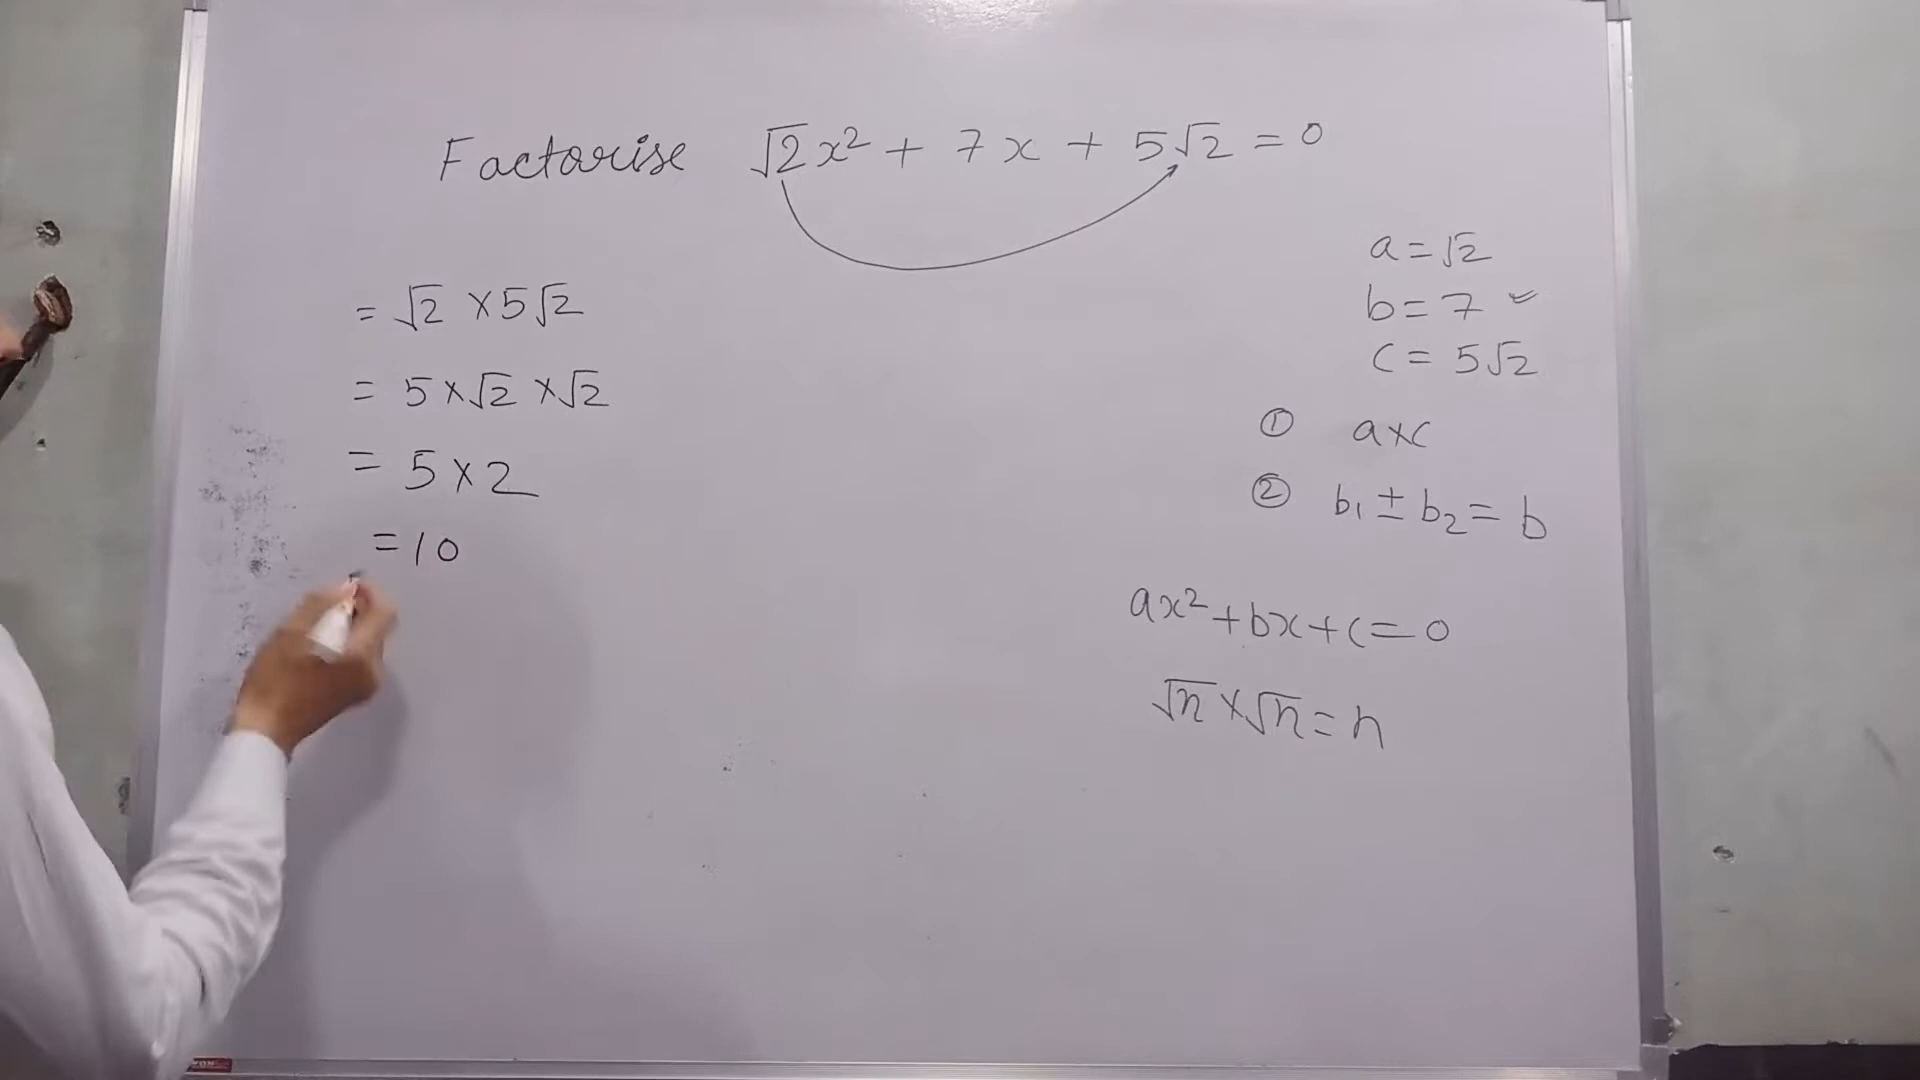 Factorise √2x² + 7x + 5√2 = 0
= √2 × 5√2
= 5 × √2 × √2
= 5 × 2
= 10
a = √2
b = 7 ✓
c = 5√2
① a×c
② b₁ ± b₂ = b
ax² + bx + c = 0
√n × √n = n